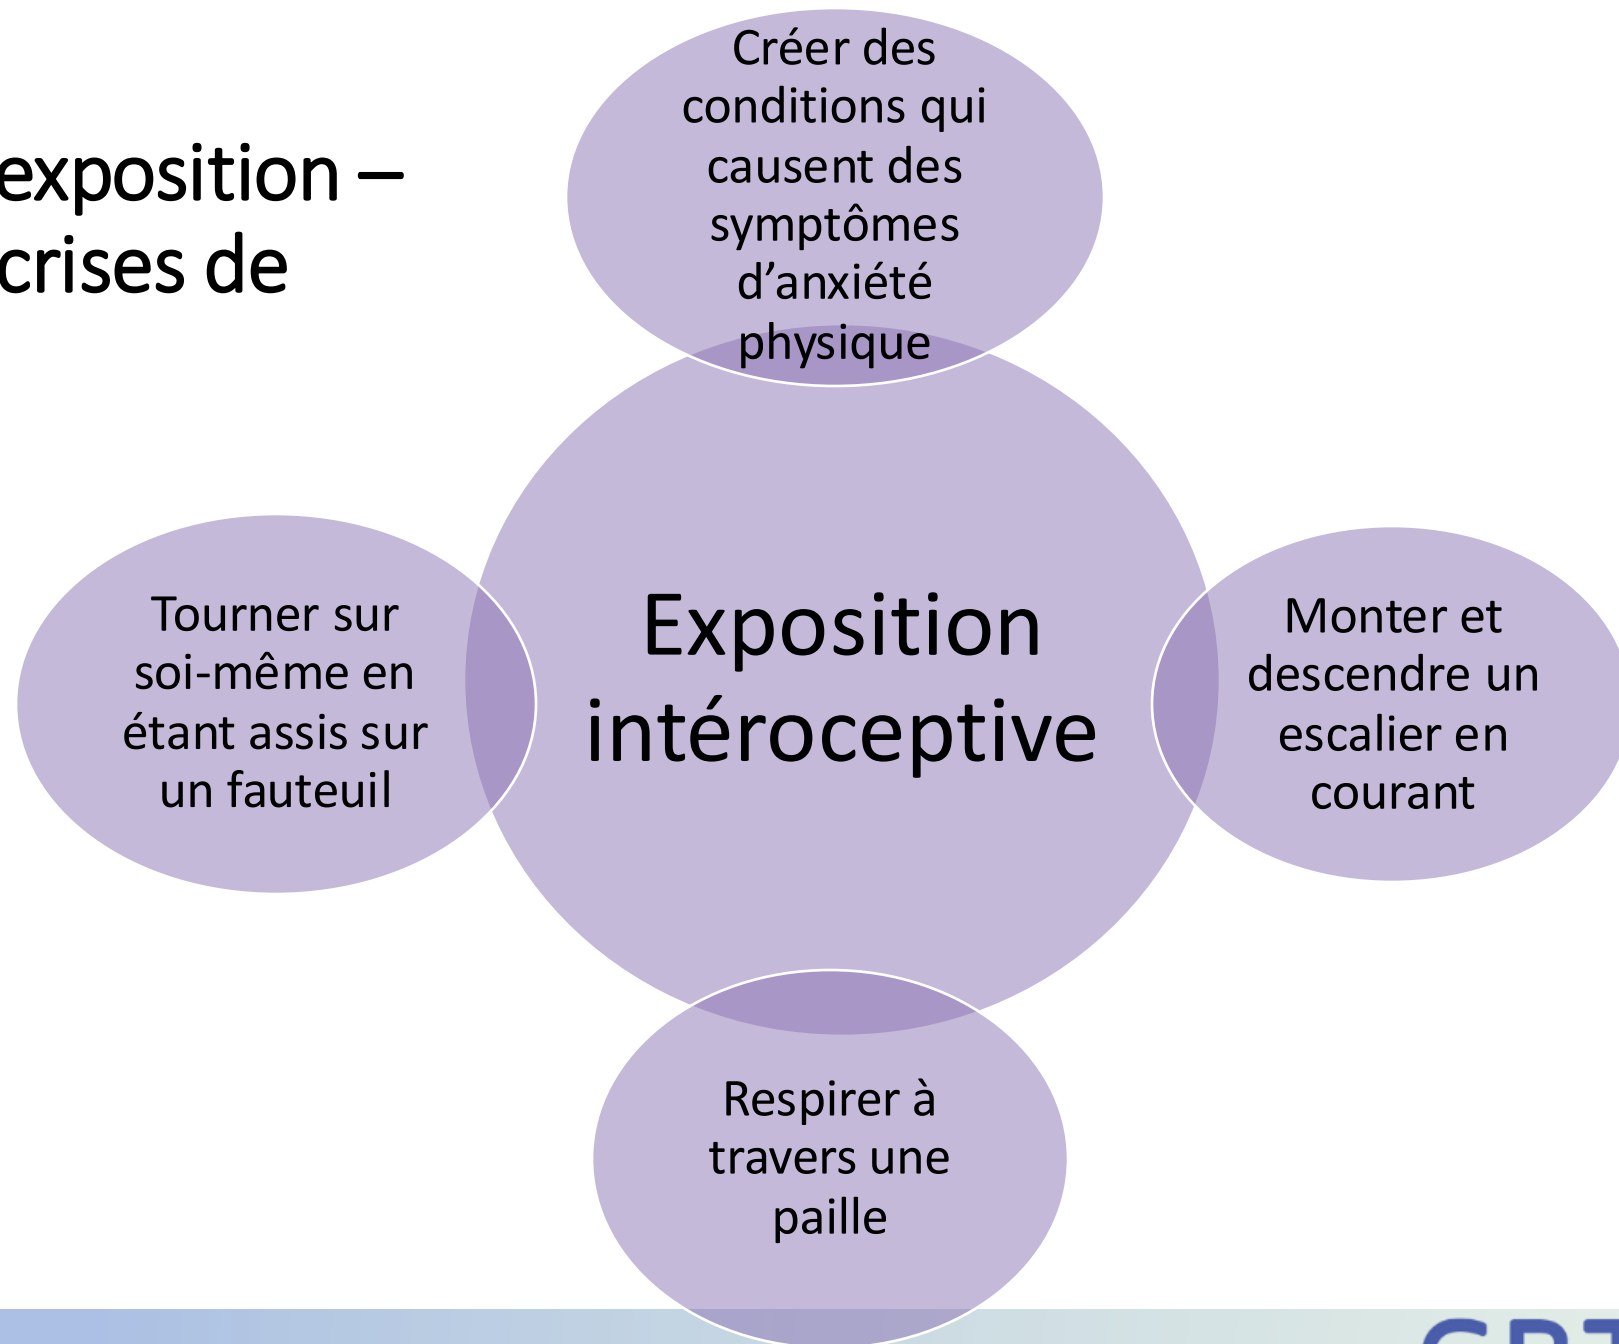 exposition –
crises de
Créer des
conditions qui
causent des
symptômes
d’anxiété
physique
Tourner sur
soi-même en
étant assis sur
un fauteuil
Exposition
intéroceptive
Monter et
descendre un
escalier en
courant
Respirer à
travers une
paille